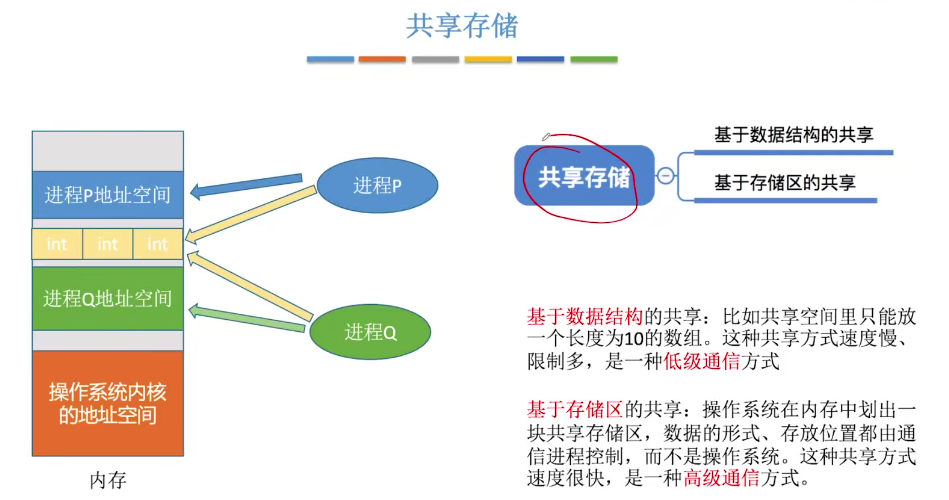 共享存储
进程P地址空间
int int int
进程Q地址空间
操作系统内核
的地址空间
内存
进程P
进程Q
共享存储
基于数据结构的共享
基于存储区的共享
基于数据结构的共享：比如共享空间里只能放
一个长度为10的数组。这种共享方式速度慢、
限制多，是一种低级通信方式
基于存储区的共享：操作系统在内存中划出一
块共享存储区，数据的形式、存放位置都由通
信进程控制，而不是操作系统。这种共享方式
速度很快，是一种高级通信方式。